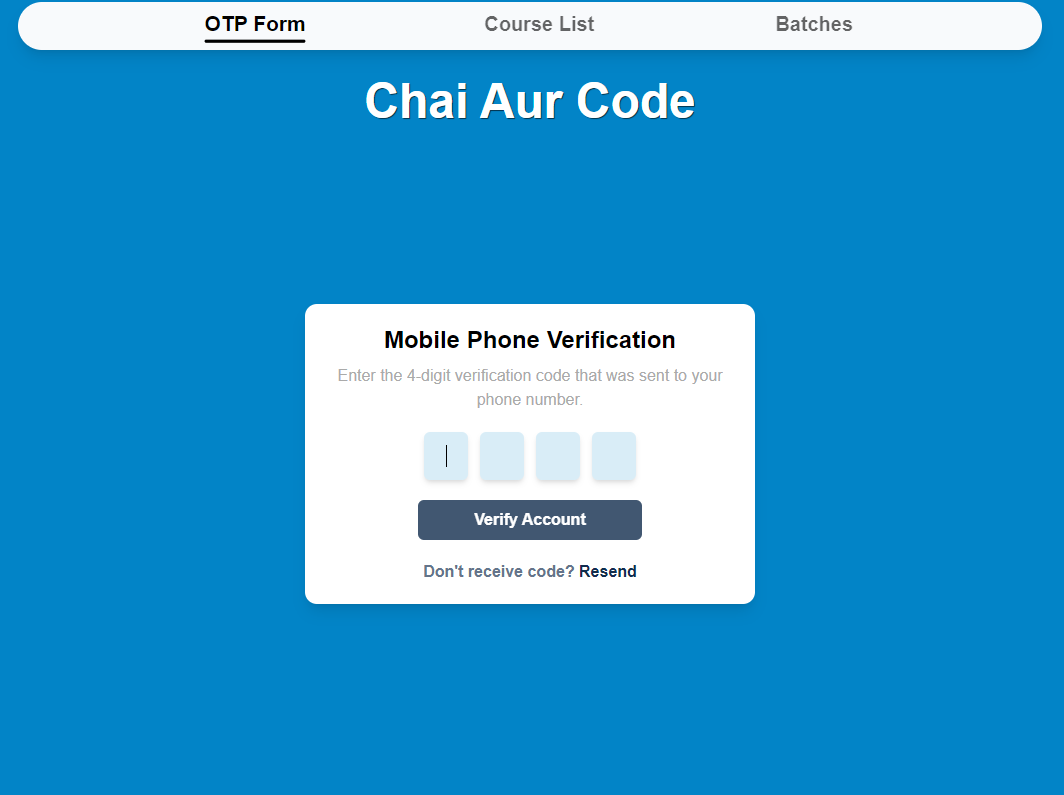 OTP Form Course List Batches
Chai Aur Code
Mobile Phone Verification
Enter the 4-digit verification code that was sent to your
phone number.
Verify Account
Don't receive code? Resend